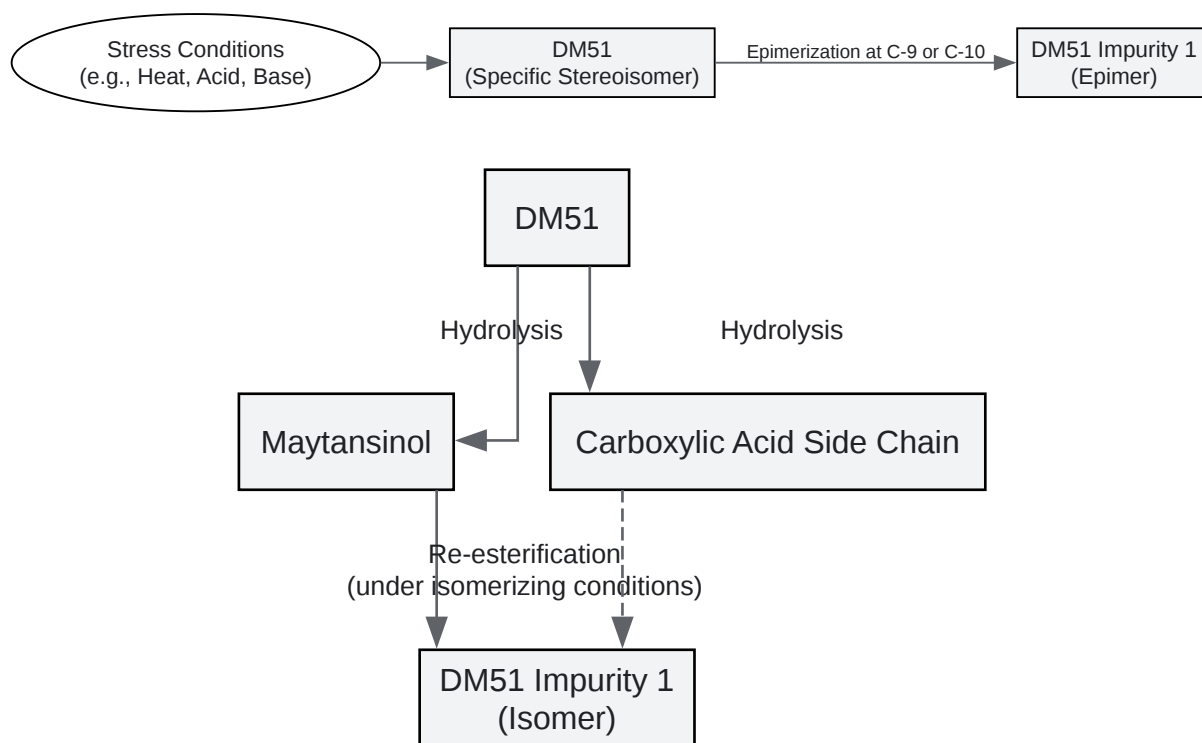 Stress Conditions
(e.g., Heat, Acid, Base)
DM51
(Specific Stereoisomer)
Epimerization at C-9 or C-10
DM51 Impurity 1
(Epimer)
DM51
Hydrolysis
Hydrolysis
Maytansinol
Carboxylic Acid Side Chain
Re-esterification
(under isomerizing conditions)
DM51 Impurity 1
(Isomer)